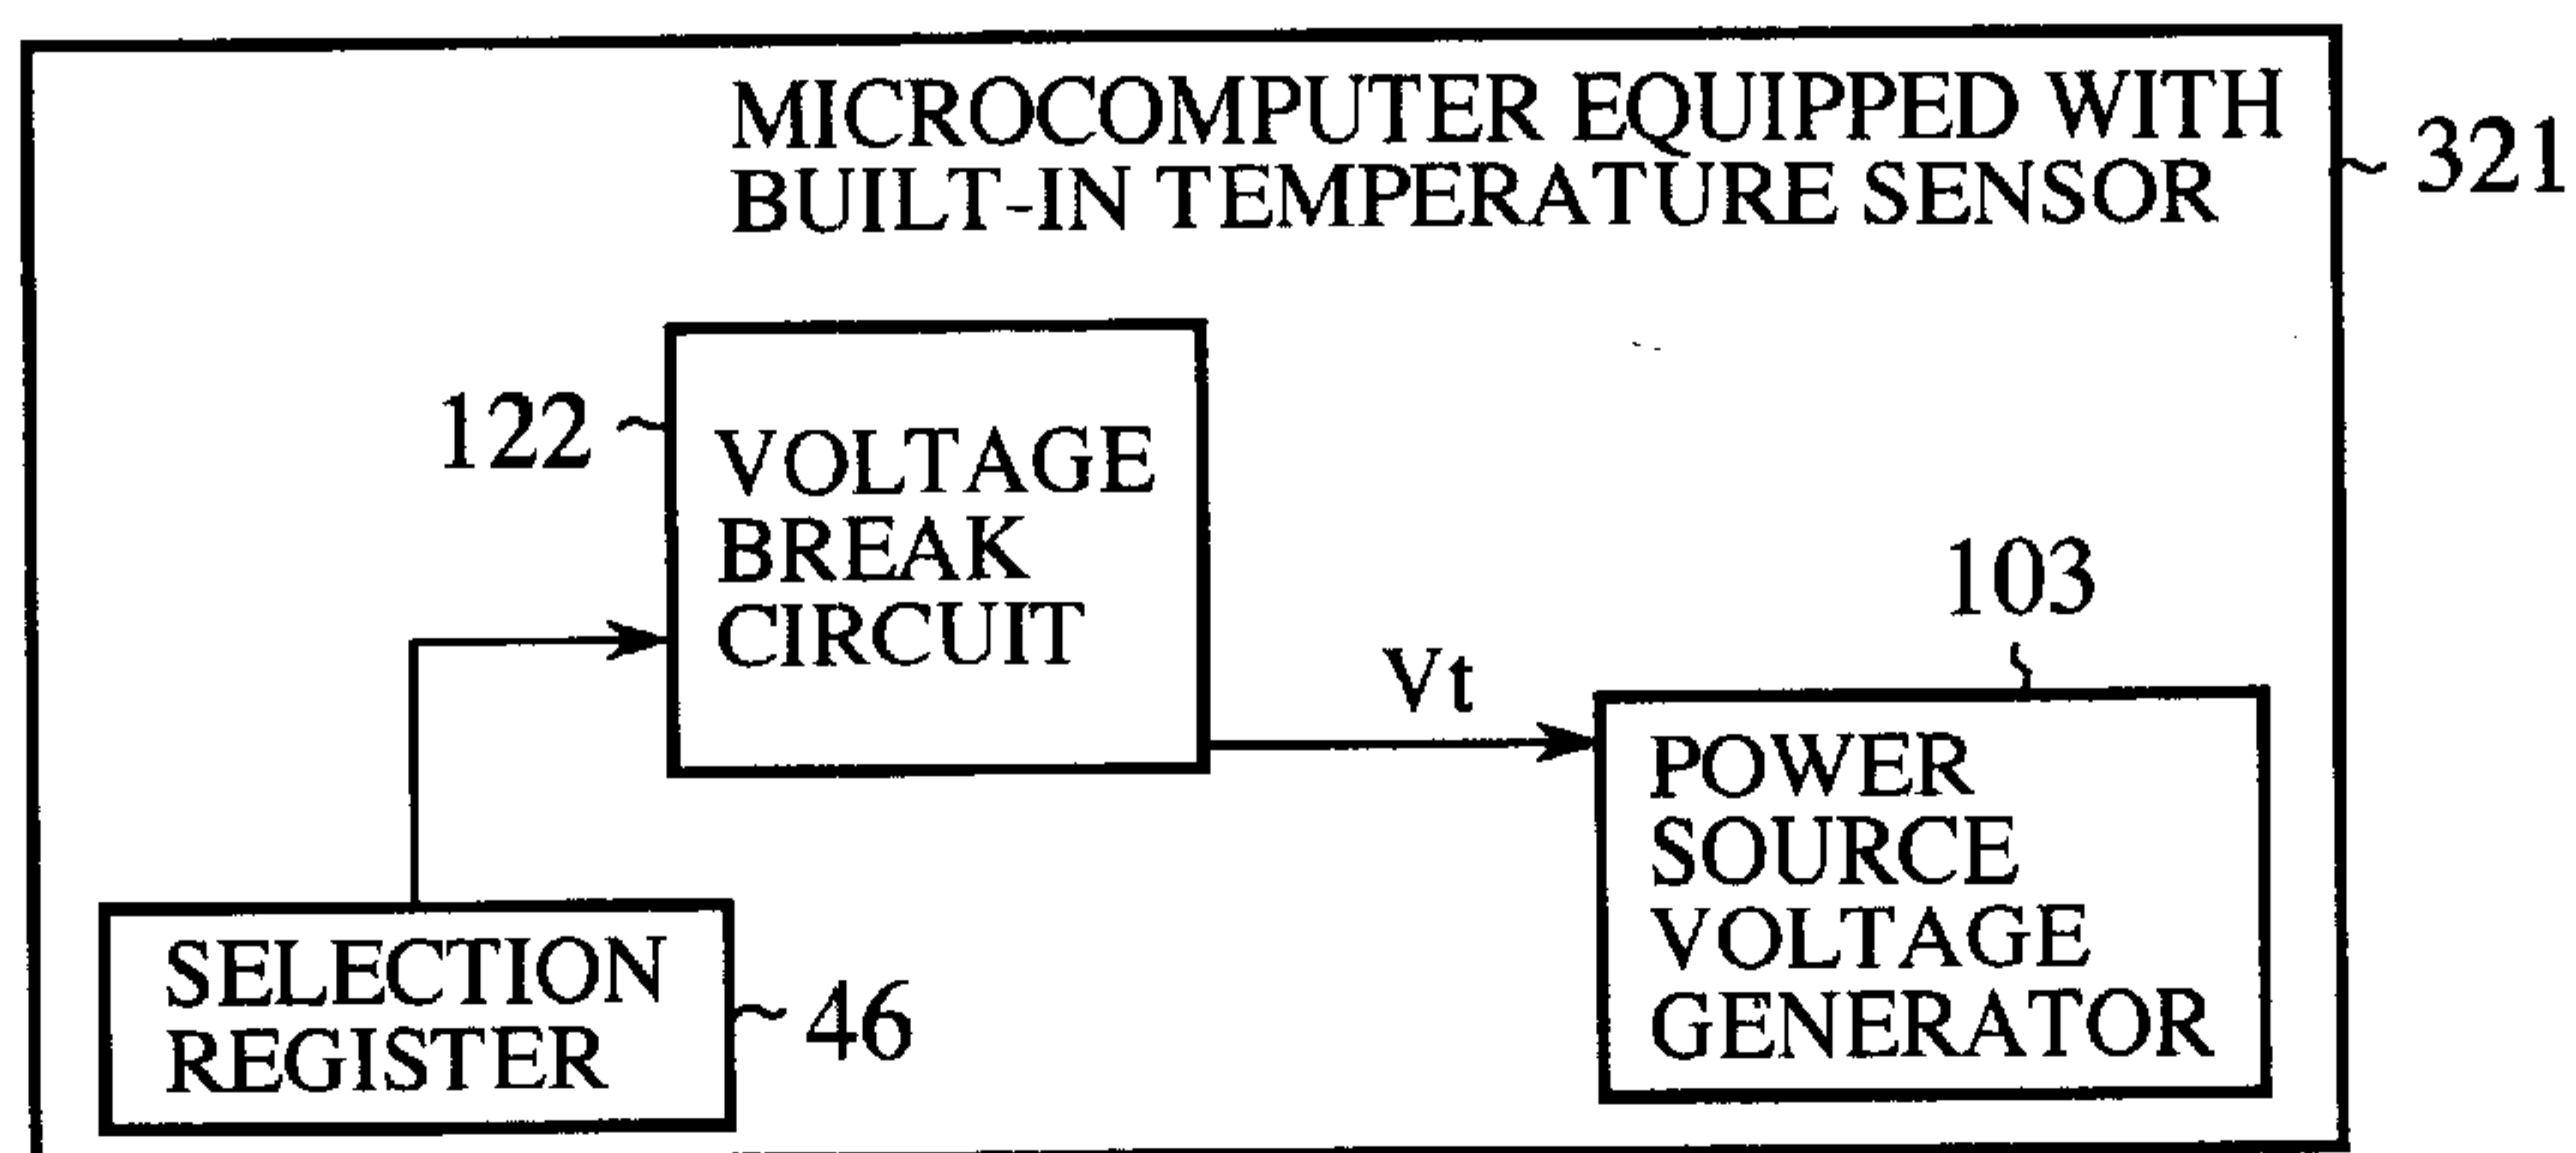 MICROCOMPUTER EQUIPPED WITH
BUILT-IN TEMPERATURE SENSOR
321
122
VOLTAGE
BREAK
CIRCUIT
Vt
103
POWER
SOURCE
VOLTAGE
GENERATOR
SELECTION
REGISTER
46